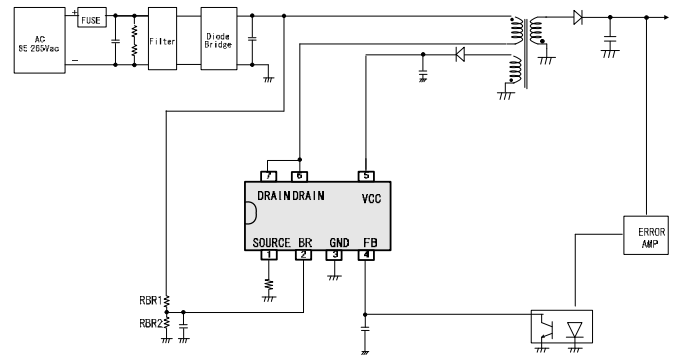 +
FUSE
AC
85 265Vac
-
Filter
Diode
Bridge
7
6
5
DRAIN DRAIN
VCC
SOURCE BR GND FB
1
2
3
4
RBR1
RBR2
ERROR
AMP